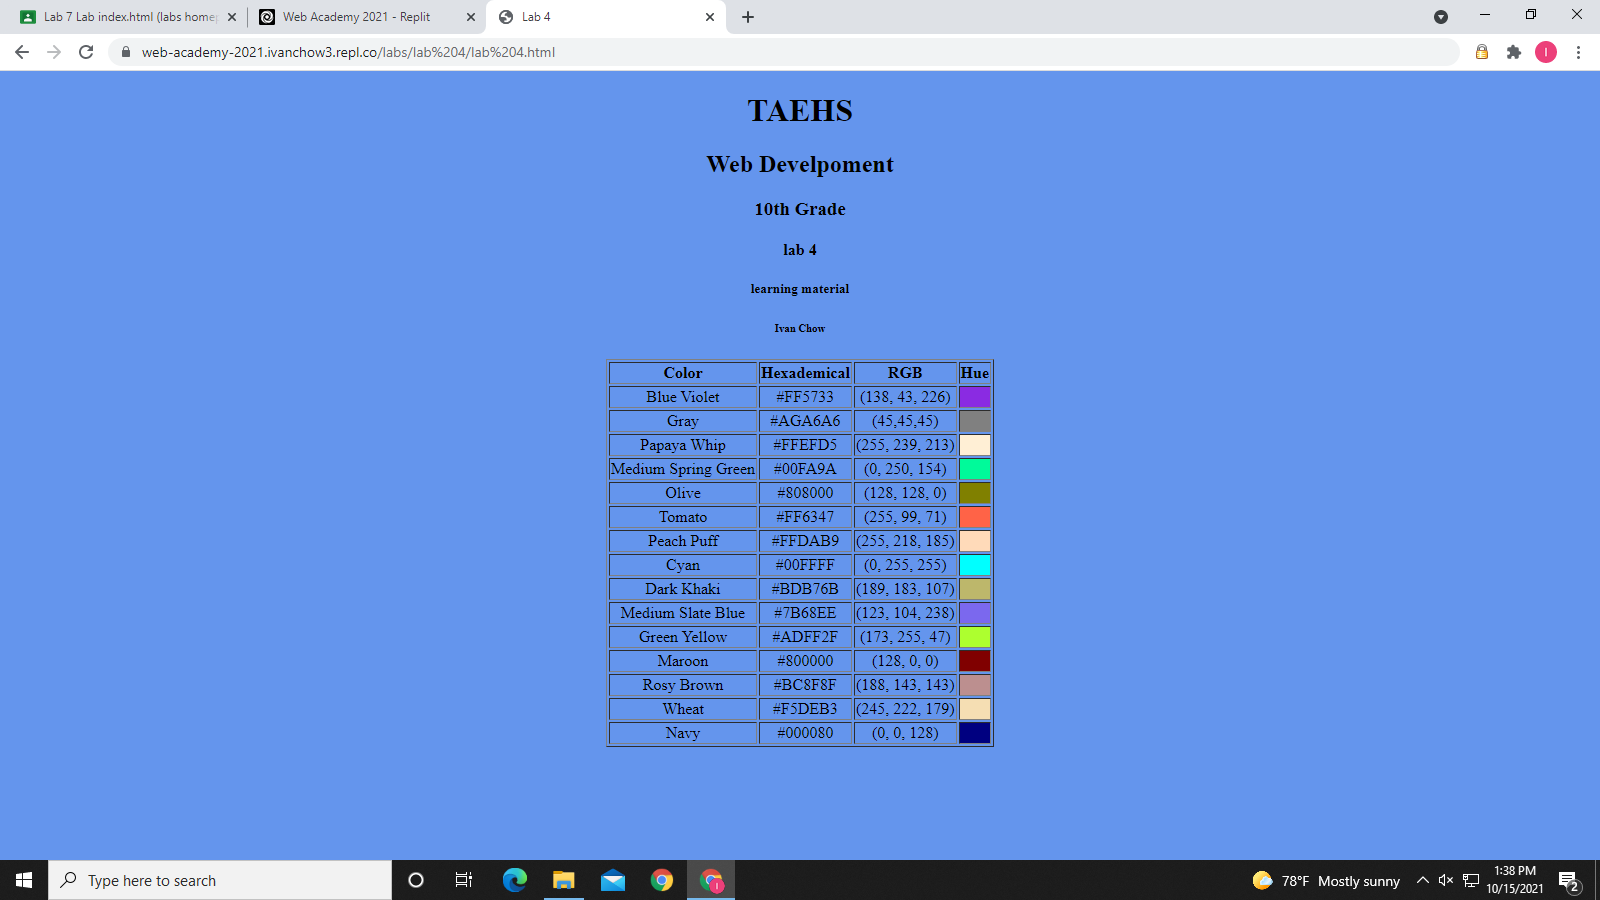 Lab 7 Lab index.html (labs home
Web Academy 2021 - Replit
Lab 4
web-academy-2021.ivanchow3.repl.co/labs/lab%204/lab%204.html
I
TAEHS
Web Develpoment
10th Grade
lab 4
learning material
Ivan Chow
Color Hexademical RGB Hue
Blue Violet #FF5733 (138, 43, 226)
Gray #AGA6A6 (45,45,45)
Papaya Whip #FFEFD5 (255, 239, 213)
Medium Spring Green #00FA9A (0, 250, 154)
Olive #808000 (128, 128, 0)
Tomato #FF6347 (255, 99, 71)
Peach Puff #FFDAB9 (255, 218, 185)
Cyan #00FFFF (0, 255, 255)
Dark Khaki #BDB76B (189, 183, 107)
Medium Slate Blue #7B68EE (123, 104, 238)
Green Yellow #ADFF2F (173, 255, 47)
Maroon #800000 (128, 0, 0)
Rosy Brown #BC8F8F (188, 143, 143)
Wheat #F5DEB3 (245, 222, 179)
Navy #000080 (0, 0, 128)
Type here to search
I
78°F Mostly sunny
1:38 PM
10/15/2021
2